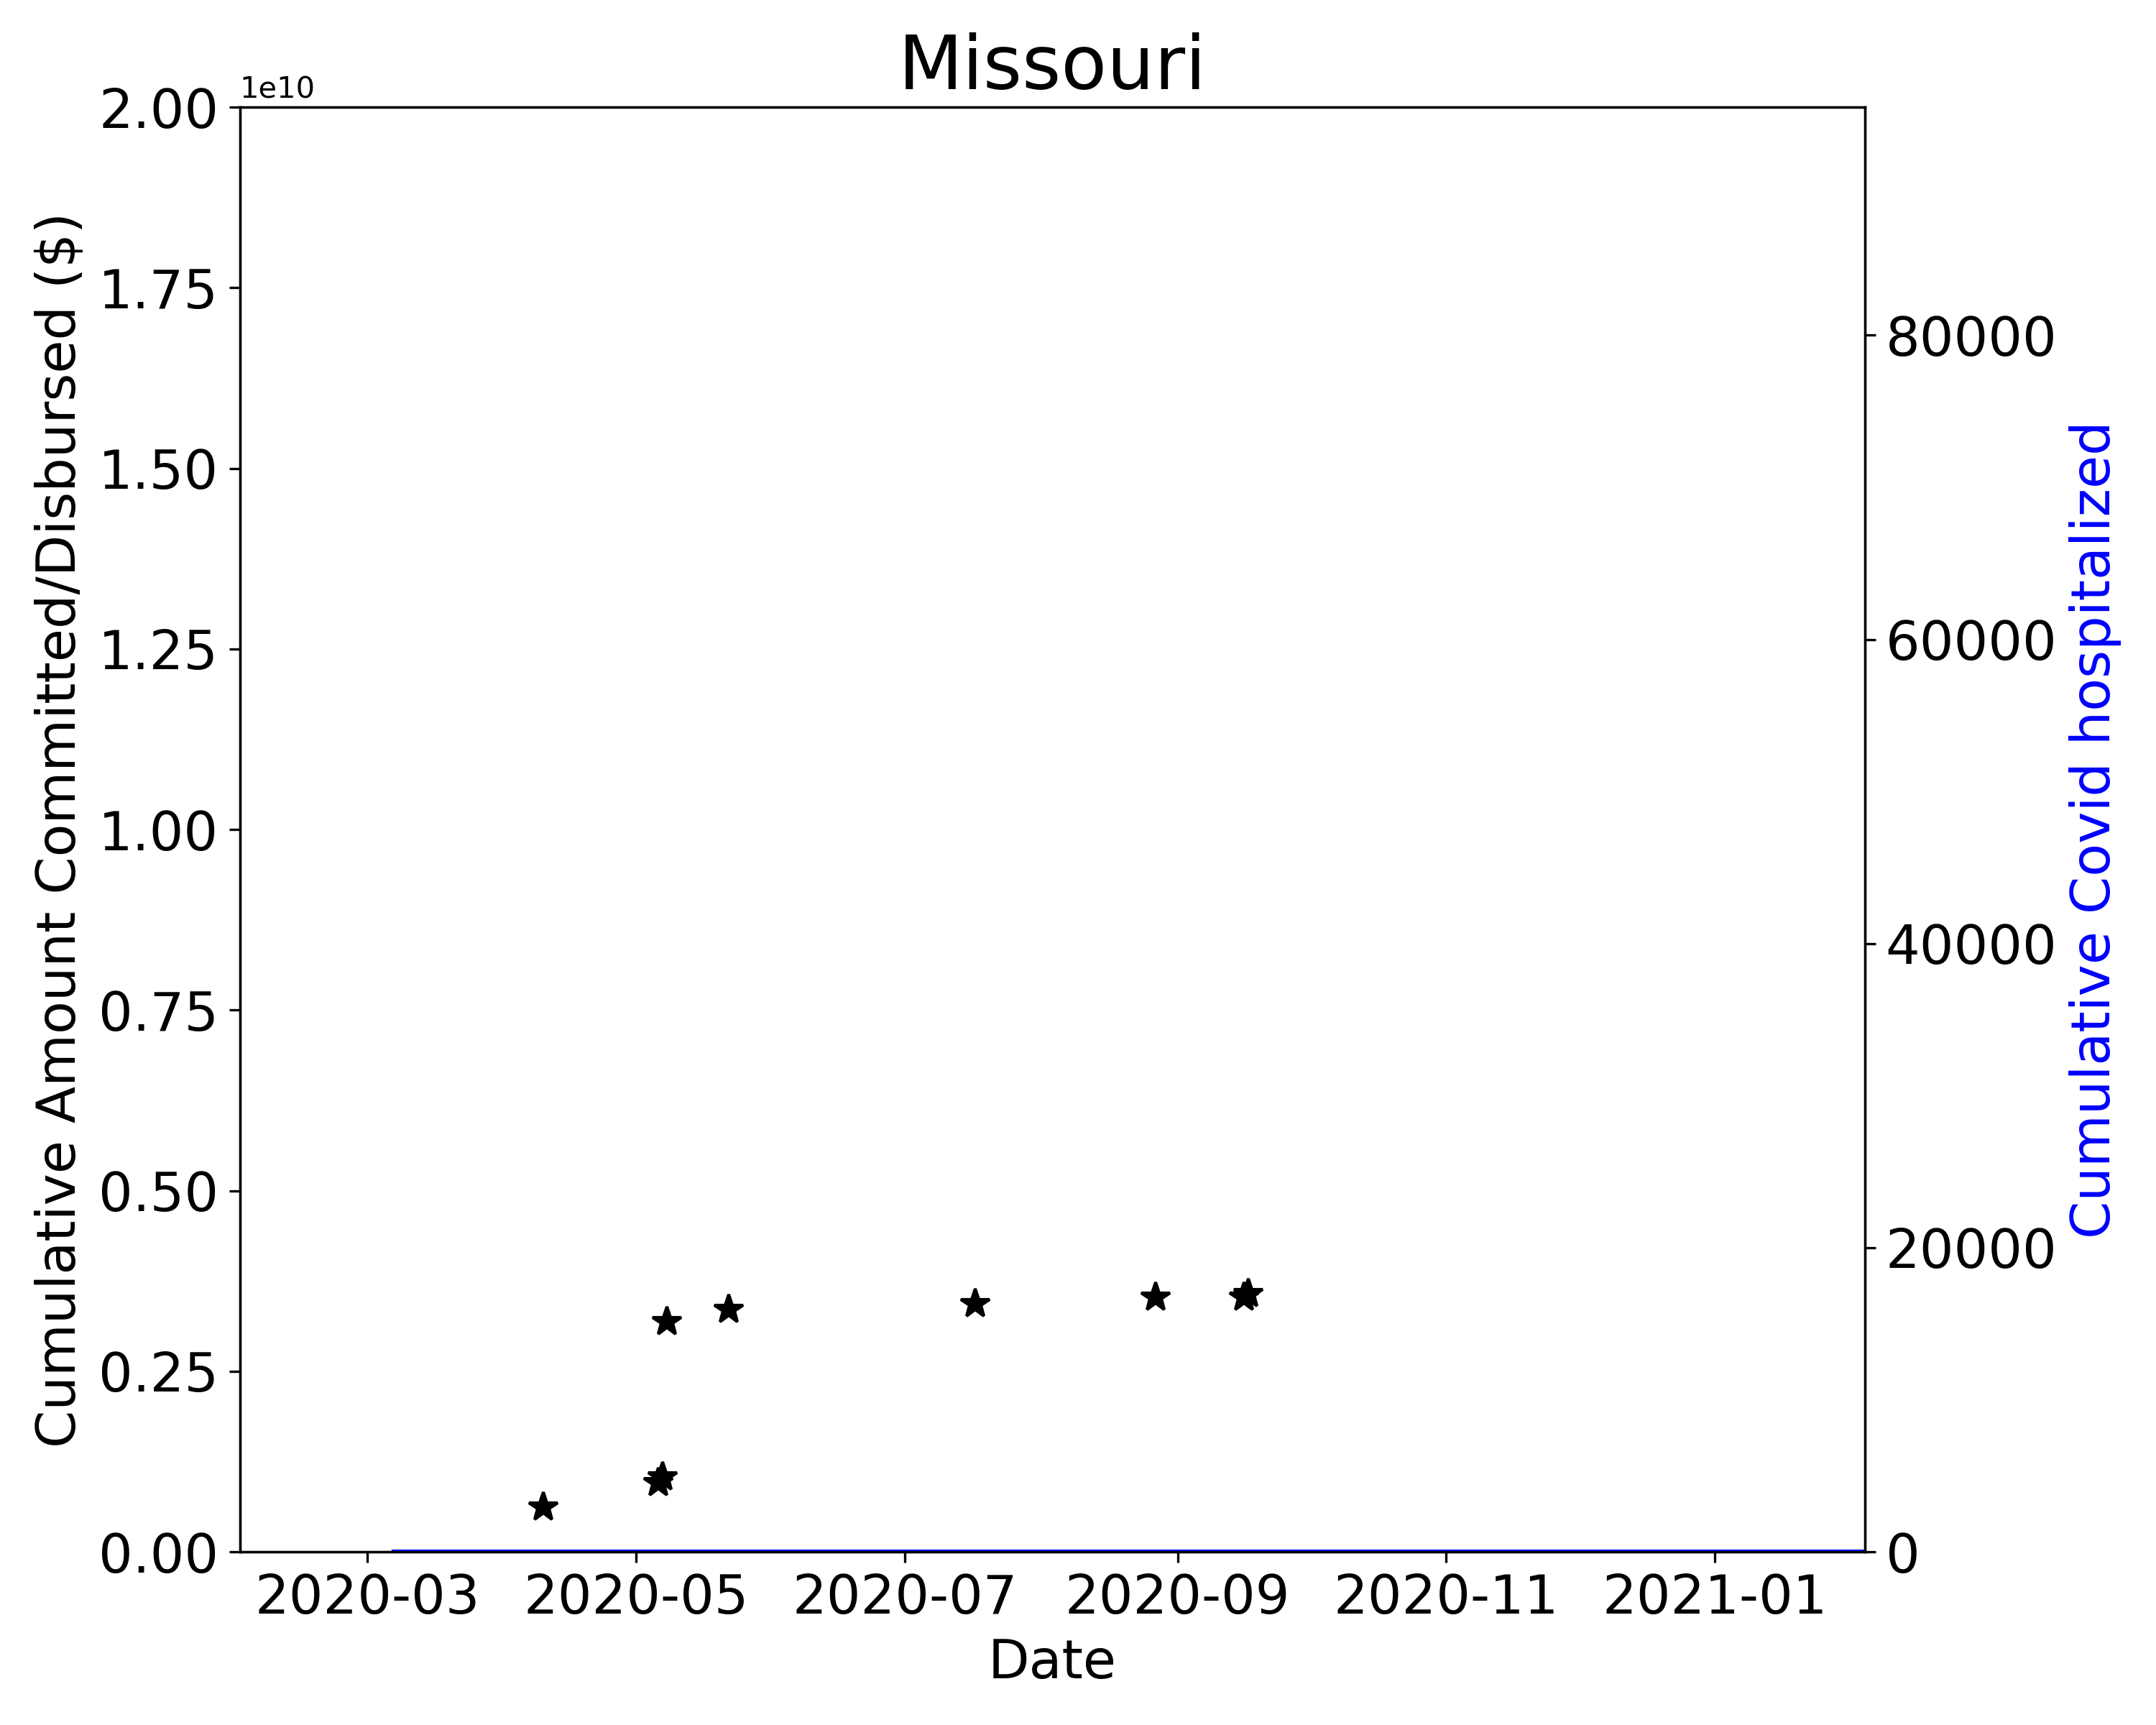 Missouri
1e10
2.00
1.75
1.50
1.25
1.00
0.75
0.50
0.25
0.00
Cumulative Amount Committed/Disbursed ($)
80000
60000
40000
20000
0
Cumulative Covid hospitalized
2020-03 2020-05 2020-07 2020-09 2020-11 2021-01
Date